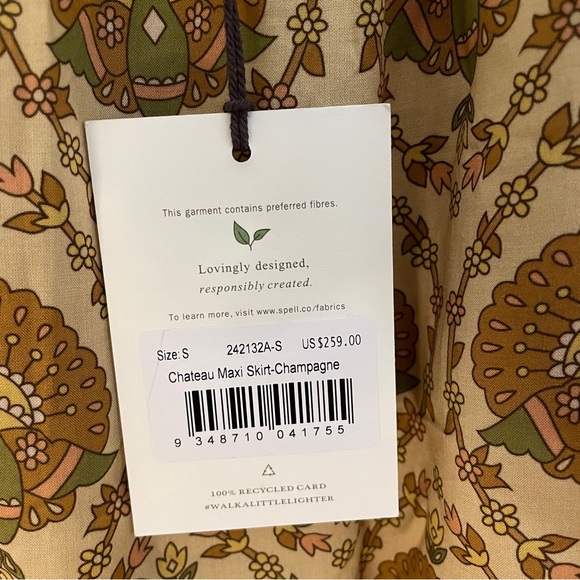 This garment contains preferred fibres.
Lovingly designed,
responsibly created.
To learn more, visit www.spell.co/fabrics
Size: S 242132A-S US$259.00
Chateau Maxi Skirt-Champagne
9 348710 041755
100% RECYCLED CARD
#WALKALITTLELIGHTER